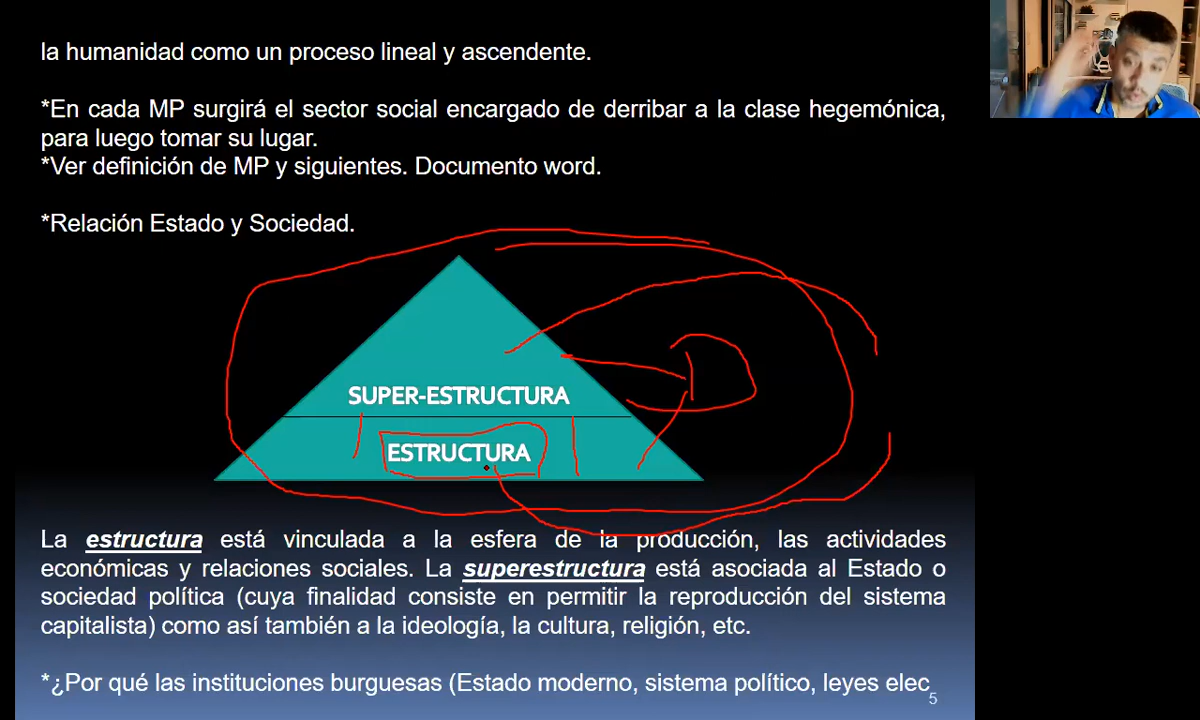 la humanidad como un proceso lineal y ascendente.
*En cada MP surgirá el sector social encargado de derribar a la clase hegemónica,
para luego tomar su lugar.
*Ver definición de MP y siguientes. Documento word.
*Relación Estado y Sociedad.
SUPER-ESTRUCTURA
ESTRUCTURA
La estructura está vinculada a la esfera de la producción, las actividades
económicas y relaciones sociales. La superestructura está asociada al Estado o
sociedad política (cuya finalidad consiste en permitir la reproducción del sistema
capitalista) como así también a la ideología, la cultura, religión, etc.
*¿Por qué las instituciones burguesas (Estado moderno, sistema político, leyes elec
5